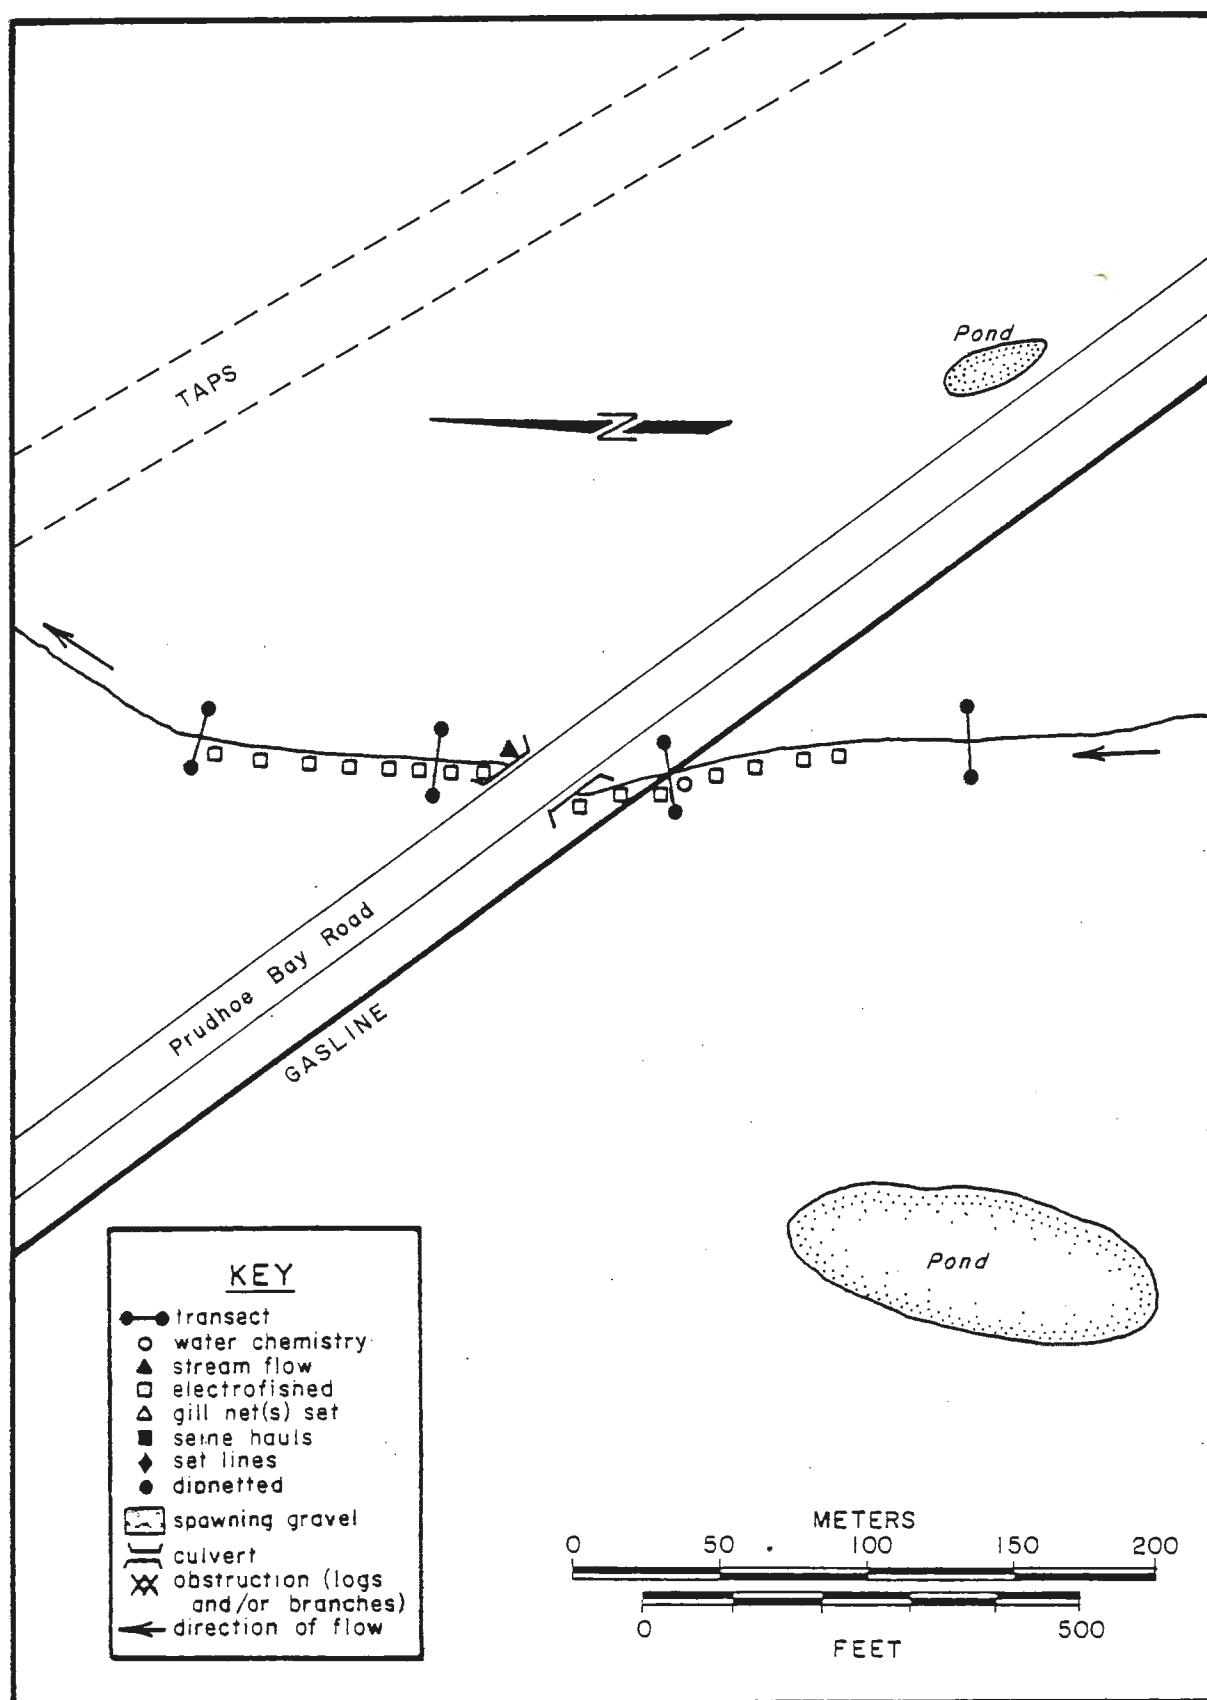 Pond
TAPS
N
Prudhoe Bay Road
GASLINE
Pond
KEY
transect
water chemistry
stream flow
electrofished
gill net(s) set
seine hauls
set lines
dipnetted
spawning gravel
culvert
obstruction (logs
and/or branches)
direction of flow
METERS
0 50 100 150 200
0 500
FEET